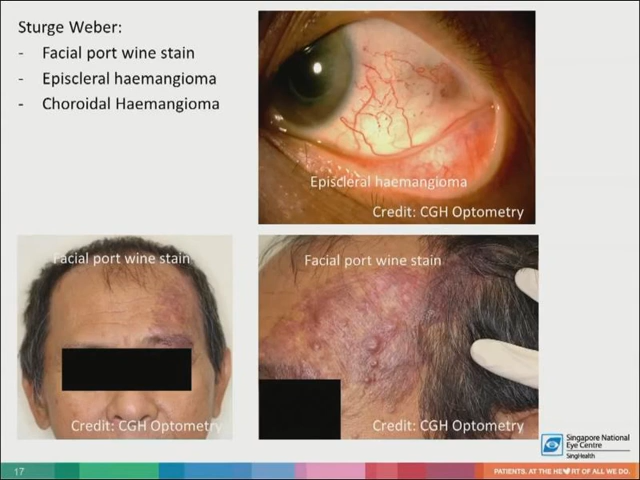 Sturge Weber:
- Facial port wine stain
- Episcleral haemangioma
- Choroidal Haemangioma
Episcleral haemangioma
Credit: CGH Optometry
Facial port wine stain
Credit: CGH Optometry
Facial port wine stain
Credit: CGH Optometry
Singapore National
Eye Centre
SingHealth
17
PATIENTS. AT THE HE RT OF ALL WE DO.